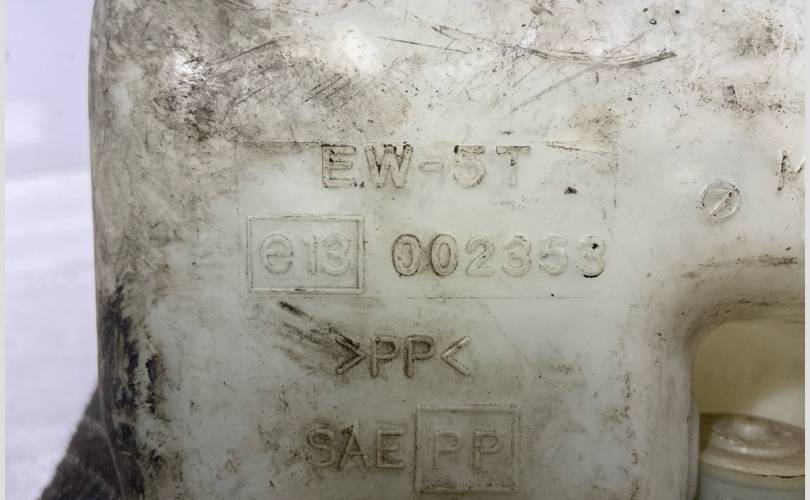 EW-5T
e13 002353
>PP<
SAE PP